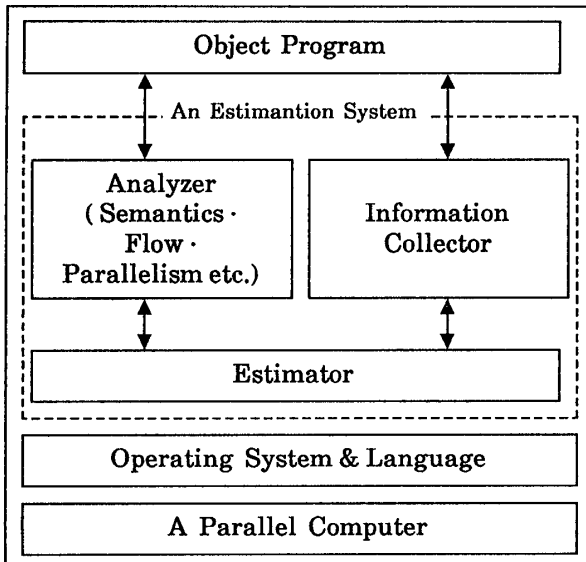 Object Program
An Estimantion System
Analyzer
( Semantics ·
Flow ·
Parallelism etc.)
Information
Collector
Estimator
Operating System & Language
A Parallel Computer